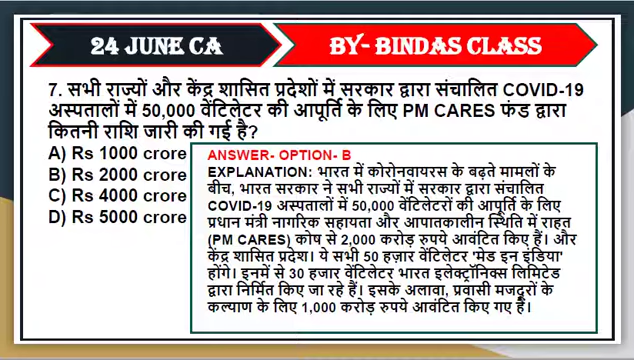 24 JUNE CA
BY- BINDAS CLASS
7. सभी राज्यों और केंद्र शासित प्रदेशों में सरकार द्वारा संचालित COVID-19
अस्पतालों में 50,000 वेंटिलेटर की आपूर्ति के लिए PM CARES फंड द्वारा
कितनी राशि जारी की गई है?
A) Rs 1000 crore
B) Rs 2000 crore
C) Rs 4000 crore
D) Rs 5000 crore
ANSWER- OPTION- B
EXPLANATION: भारत में कोरोनवायरस के बढ़ते मामलों के
बीच, भारत सरकार ने सभी राज्यों में सरकार द्वारा संचालित
COVID-19 अस्पतालों में 50,000 वेंटिलेटरों की आपूर्ति के लिए
प्रधान मंत्री नागरिक सहायता और आपातकालीन स्थिति में राहत
(PM CARES) कोष से 2,000 करोड़ रुपये आवंटित किए हैं। और
केंद्र शासित प्रदेश। ये सभी 50 हज़ार वेंटिलेटर 'मेड इन इंडिया'
होंगे। इनमें से 30 हजार वेंटिलेटर भारत इलेक्ट्रॉनिक्स लिमिटेड
द्वारा निर्मित किए जा रहे हैं। इसके अलावा, प्रवासी मजदूरों के
कल्याण के लिए 1,000 करोड़ रुपये आवंटित किए गए हैं।